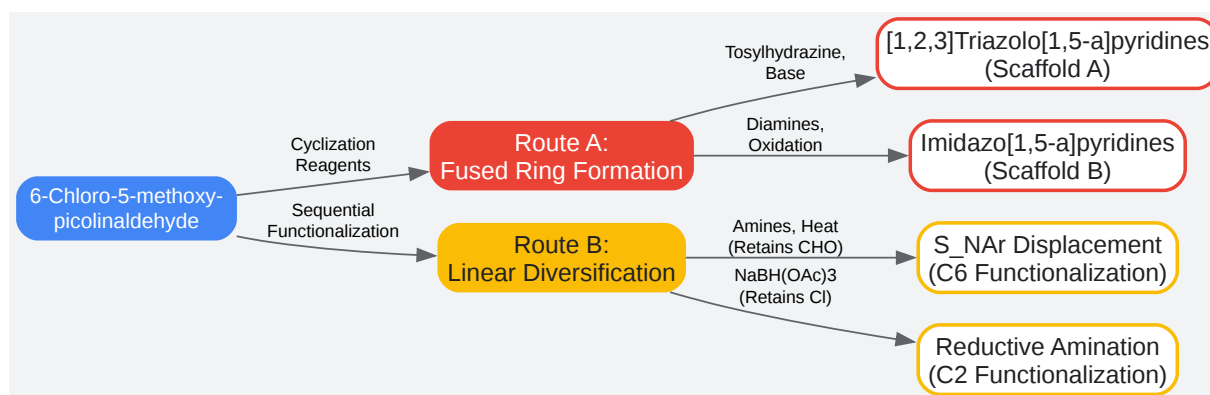 6-Chloro-5-methoxy-
picolinaldehyde
Cyclization
Reagents
Sequential
Functionalization
Route A:
Fused Ring Formation
Route B:
Linear Diversification
Tosylhydrazine,
Base
Diamines,
Oxidation
Amines, Heat
(Retains CHO)
NaBH(OAc)3
(Retains Cl)
[1,2,3]Triazolo[1,5-a]pyridines
(Scaffold A)
Imidazo[1,5-a]pyridines
(Scaffold B)
S_NAr Displacement
(C6 Functionalization)
Reductive Amination
(C2 Functionalization)